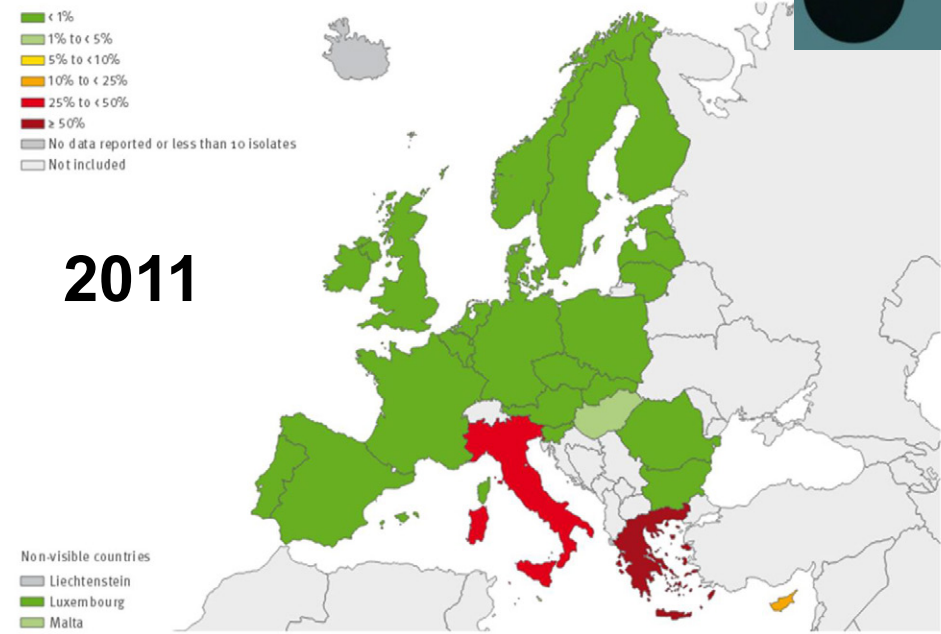 < 1%
1% to < 5%
5% to < 10%
10% to < 25%
25% to < 50%
≥ 50%
No data reported or less than 10 isolates
Not included
2011
Non-visible countries
Liechtenstein
Luxembourg
Malta